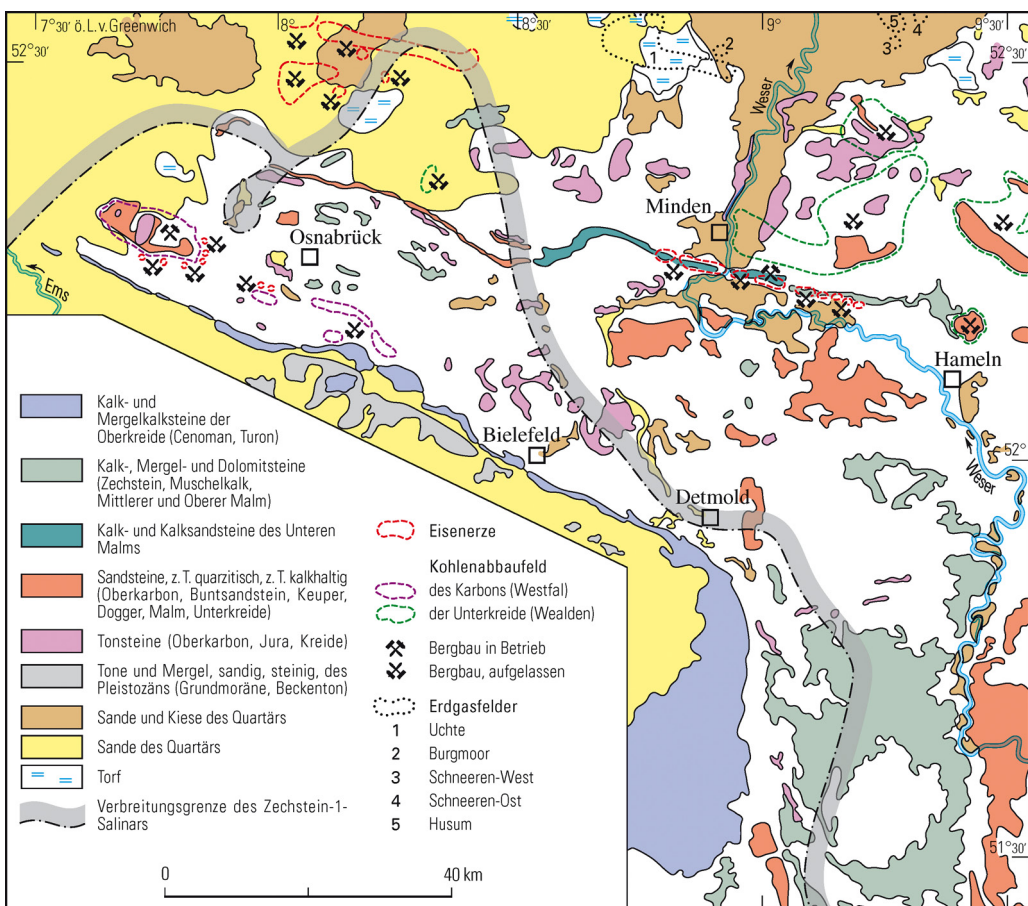 7°30' ö.L.v.Greenwich
8°
8°30'
9°
9°30'
52°
30'
52°
30'
1
2
3
4
5
Weser
Minden
Osnabrück
Ems
Hameln
Bielefeld
52°
Weser
Detmold
51°30'
Kalk- und
Mergelkalksteine der
Oberkreide (Cenoman, Turon)
Kalk-, Mergel- und Dolomitsteine
(Zechstein, Muschelkalk,
Mittlerer und Oberer Malm)
Kalk- und Kalksandsteine des Unteren
Malms
Sandsteine, z. T. quarzitisch, z. T. kalkhaltig
(Oberkarbon, Buntsandstein, Keuper,
Dogger, Malm, Unterkreide)
Tonsteine (Oberkarbon, Jura, Kreide)
Tone und Mergel, sandig, steinig, des
Pleistozäns (Grundmoräne, Beckenton)
Sande und Kiese des Quartärs
Sande des Quartärs
Torf
Verbreitungsgrenze des Zechstein-1-
Salinars
Eisenerze
Kohlenabbaufeld
des Karbons (Westfal)
der Unterkreide (Wealden)
Bergbau in Betrieb
Bergbau, aufgelassen
Erdgasfelder
1 Uchte
2 Burgmoor
3 Schneeren-West
4 Schneeren-Ost
5 Husum
0 40 km